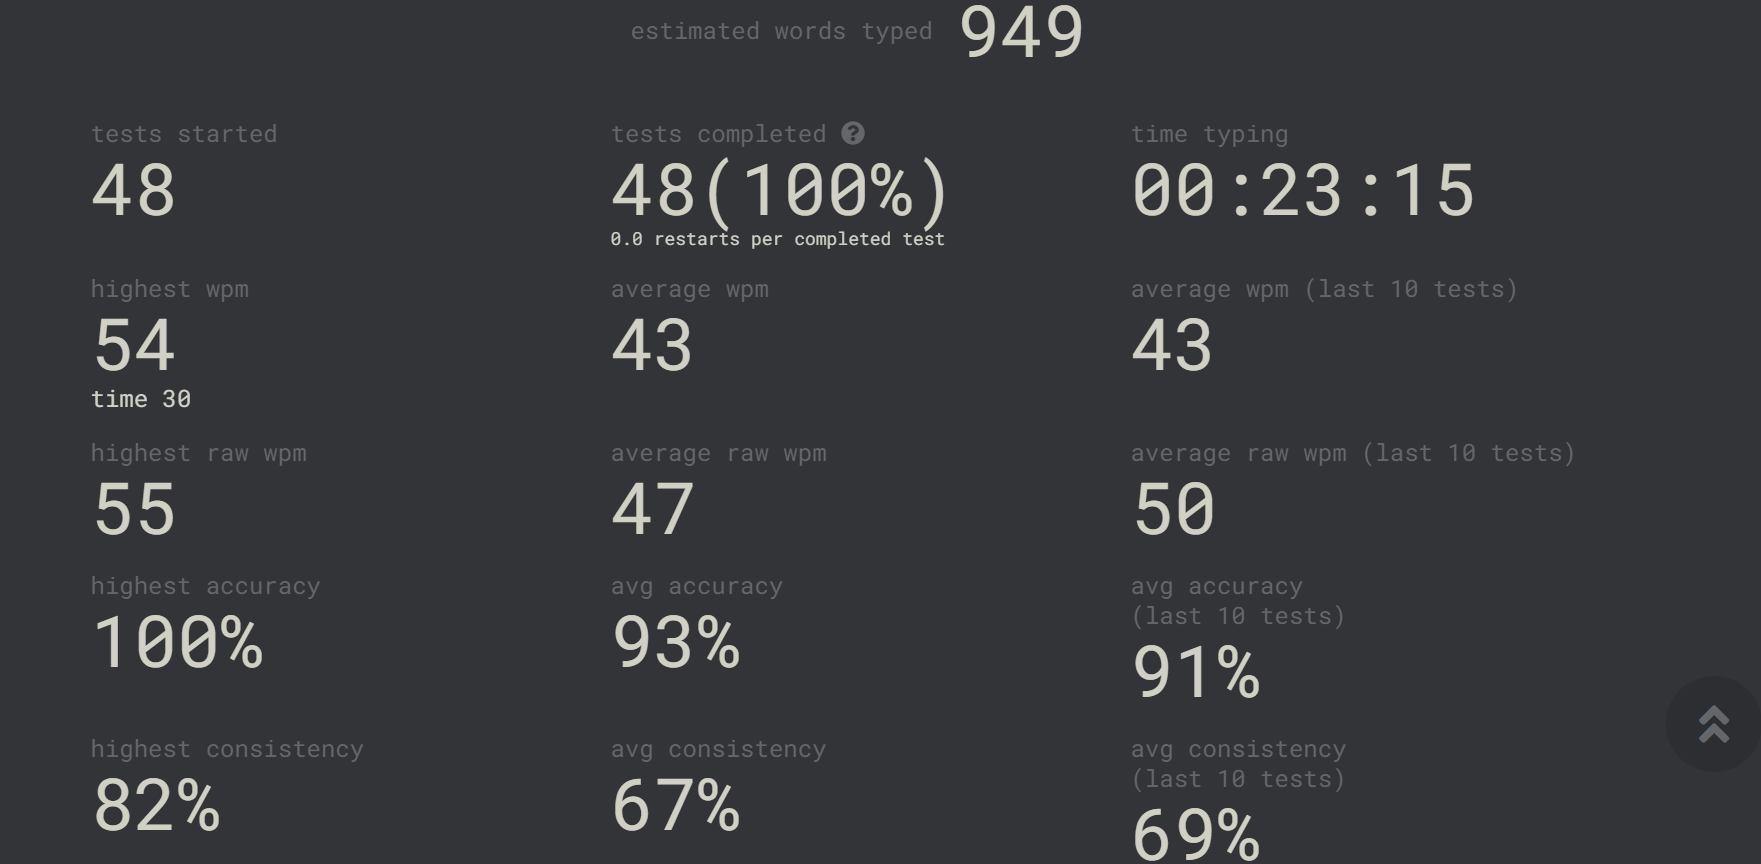 estimated words typed 949
tests started
48
tests completed
48(100%)
0.0 restarts per completed test
time typing
00:23:15
highest wpm
54
time 30
average wpm
43
average wpm (last 10 tests)
43
highest raw wpm
55
average raw wpm
47
average raw wpm (last 10 tests)
50
highest accuracy
100%
avg accuracy
93%
avg accuracy
(last 10 tests)
91%
highest consistency
82%
avg consistency
67%
avg consistency
(last 10 tests)
69%